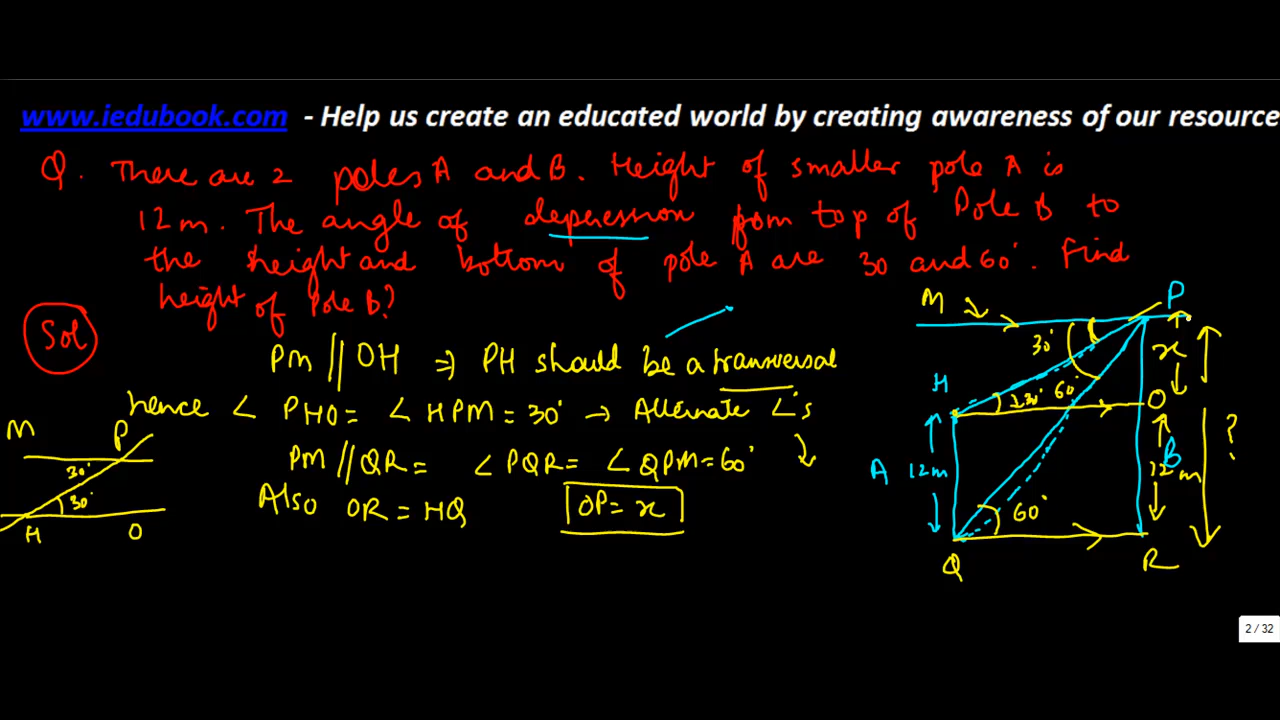 www.iedubook.com - Help us create an educated world by creating awareness of our resource
Q. There are 2 poles A and B. Height of smaller pole A is
12m. The angle of depression from top of Pole B to
the height and bottom of pole A are 30 and 60°. Find
height of Pole B?
Sol
PM // OH ⇒ PH should be a transversal
hence ∠ PHO = ∠ HPM = 30° → Alternate ∠'s
PM // QR = ∠ PQR = ∠ QPM = 60°
Also OR = HQ OP = x
M P
30°
30°
H O
M P
30° x
H 30° 60° O
A 12m 12m B ?
60°
Q R
2 / 32